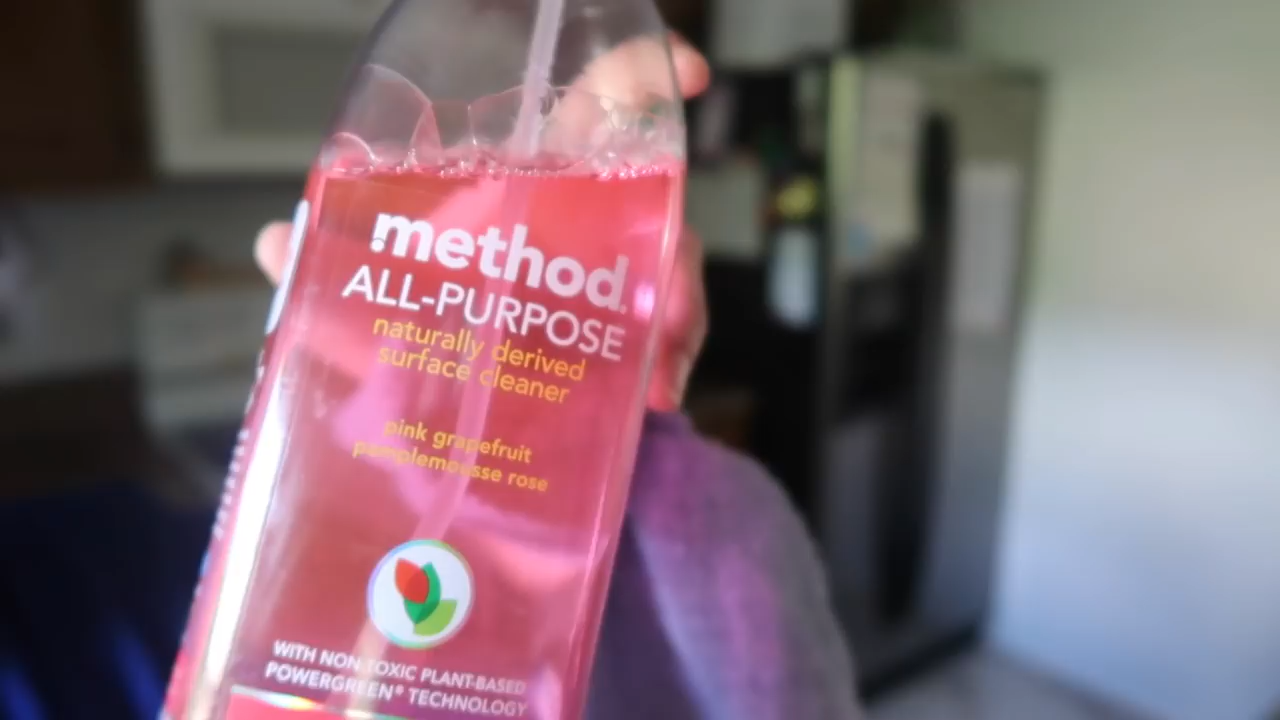 method.
ALL-PURPOSE
naturally derived
surface cleaner
pink grapefruit
pamplemousse rose
WITH NON TOXIC PLANT-BASED
POWERGREEN® TECHNOLOGY